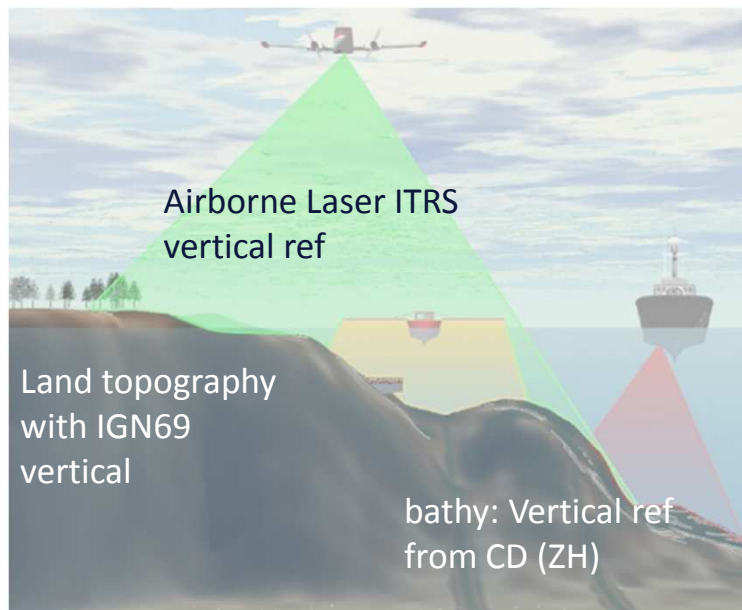 Airborne Laser ITRS
vertical ref
Land topography
with IGN69
vertical
bathy: Vertical ref
from CD (ZH)